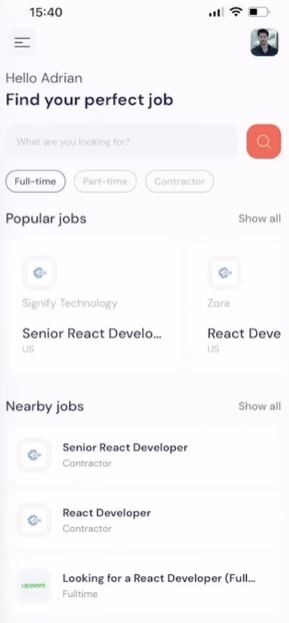 15:40
Hello Adrian
Find your perfect job
What are you looking for?
Full-time Part-time Contractor
Popular jobs Show all
Signify Technology Zora
Senior React Develo... React Deve
US US
Nearby jobs Show all
Senior React Developer
Contractor
React Developer
Contractor
upwork
Looking for a React Developer (Full...
Fulltime